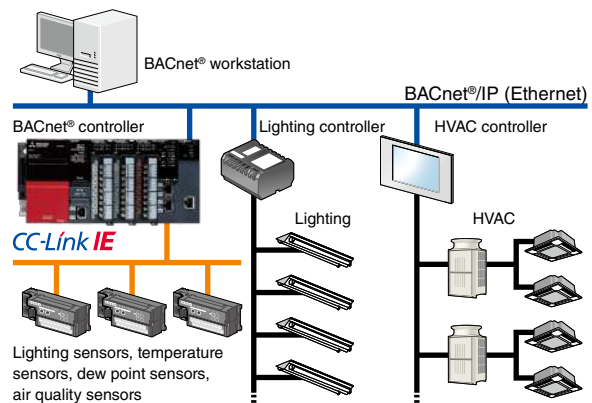 BACnet® workstation
BACnet®/IP (Ethernet)
BACnet® controller
Lighting controller
HVAC controller
CC-Link IE
Lighting
HVAC
Lighting sensors, temperature
sensors, dew point sensors,
air quality sensors